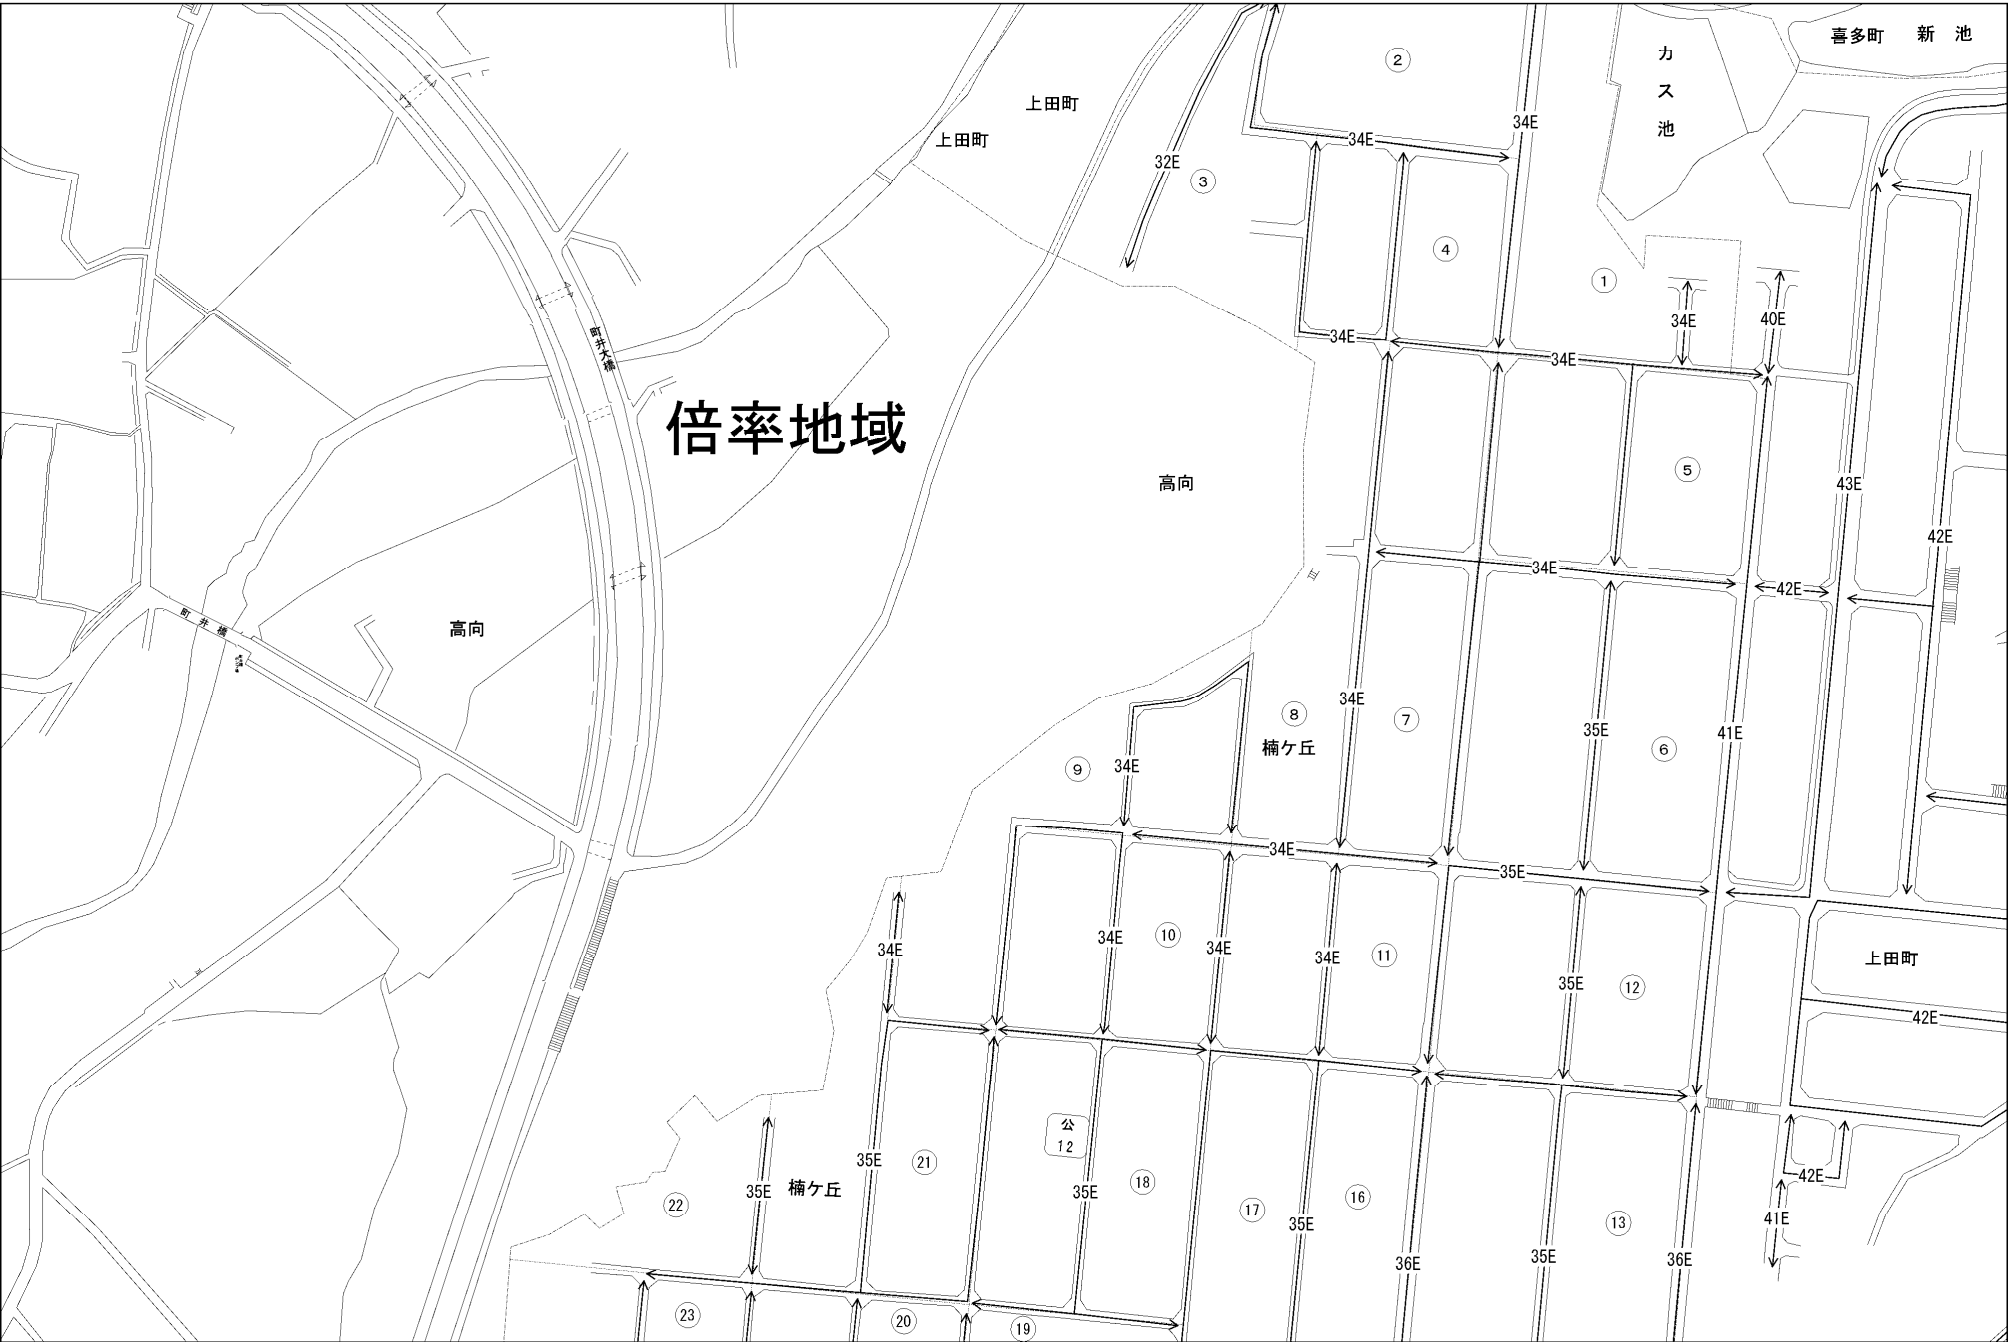 喜多町 新池
カス池
②
上田町
上田町
34E
34E
32E
③
④
①
34E
40E
34E
34E
町井大橋
倍率地域
⑤
高向
43E
42E
34E
42E
町井橋
高向
34E
⑧
⑦
35E
41E
⑥
楠ケ丘
⑨
34E
34E
35E
34E
34E
⑩
34E
34E
⑪
35E
⑫
上田町
42E
公
12
35E
㉑
35E
楠ケ丘
㉒
35E
⑱
⑰
35E
⑯
36E
35E
⑬
36E
42E
41E
㉓
⑳
⑲